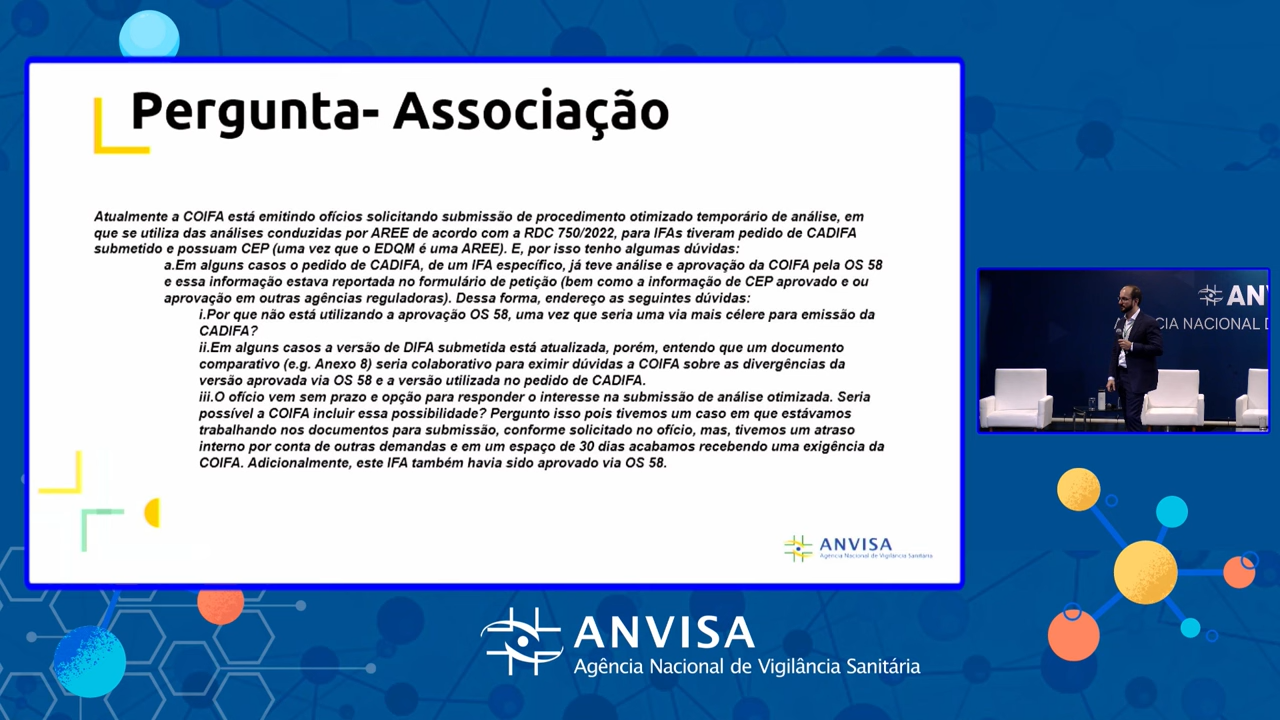 Pergunta- Associação
Atualmente a COIFA está emitindo ofícios solicitando submissão de procedimento otimizado temporário de análise, em
que se utiliza das análises conduzidas por AREE de acordo com a RDC 750/2022, para IFAs tiveram pedido de CADIFA
submetido e possuam CEP (uma vez que o EDQM é uma AREE). E, por isso tenho algumas dúvidas:
a.Em alguns casos o pedido de CADIFA, de um IFA específico, já teve análise e aprovação da COIFA pela OS 58
e essa informação estava reportada no formulário de petição (bem como a informação de CEP aprovado e ou
aprovação em outras agências reguladoras). Dessa forma, endereço as seguintes dúvidas:
i.Por que não está utilizando a aprovação OS 58, uma vez que seria uma via mais célere para emissão da
CADIFA?
ii.Em alguns casos a versão de DIFA submetida está atualizada, porém, entendo que um documento
comparativo (e.g. Anexo 8) seria colaborativo para eximir dúvidas a COIFA sobre as divergências da
versão aprovada via OS 58 e a versão utilizada no pedido de CADIFA.
iii.O ofício vem sem prazo e opção para responder o interesse na submissão de análise otimizada. Seria
possível a COIFA incluir essa possibilidade? Pergunto isso pois tivemos um caso em que estávamos
trabalhando nos documentos para submissão, conforme solicitado no ofício, mas, tivemos um atraso
interno por conta de outras demandas e em um espaço de 30 dias acabamos recebendo uma exigência da
COIFA. Adicionalmente, este IFA também havia sido aprovado via OS 58.
ANVISA
Agência Nacional de Vigilância Sanitária
AN
CIA NACIONAL D
ANVISA
Agência Nacional de Vigilância Sanitária